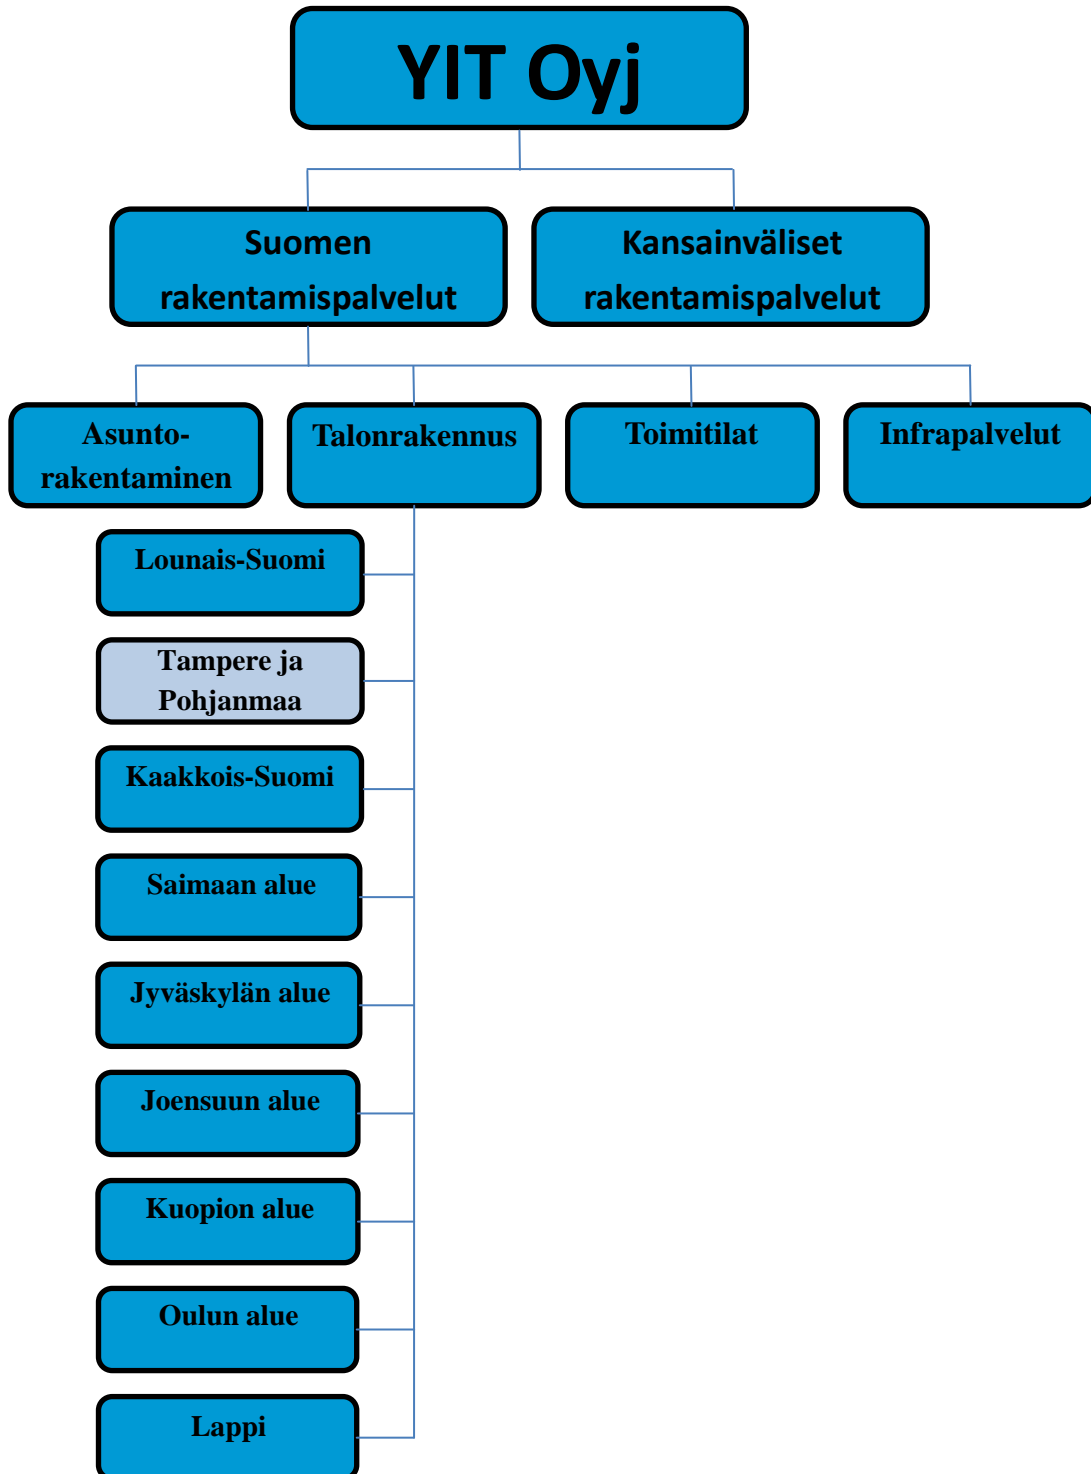 YIT Oyj
Suomen
rakentamispalvelut
Kansainväliset
rakentamispalvelut
Asunto-
rakentaminen
Talonrakennus
Toimitilat
Infrapalvelut
Lounais-Suomi
Tampere ja
Pohjanmaa
Kaakkois-Suomi
Saimaan alue
Jyväskylän alue
Joensuun alue
Kuopion alue
Oulun alue
Lappi